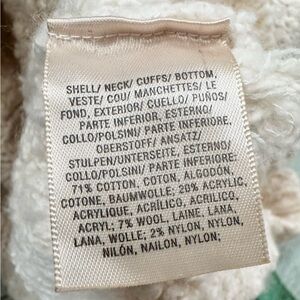 SHELL/ NECK/ CUFFS/ BOTTOM,
VESTE/ COU/ MANCHETTES/ LE
FOND, EXTERIOR/ CUELLO/ PUÑOS/
PARTE INFERIOR, ESTERNO/
COLLO/POLSINI/ PARTE INFERIORE,
OBERSTOFF/ ANSATZ/
STULPEN/UNTERSEITE, ESTERNO/
COLLO/POLSINI/ PARTE INFERIORE:
71% COTTON, COTON, ALGODÓN,
COTONE, BAUMWOLLE; 20% ACRYLIC,
ACRYLIQUE, ACRÍLICO, ACRILICO,
ACRYL; 7% WOOL, LAINE, LANA,
LANA, WOLLE; 2% NYLON, NYLON,
NILÓN, NAILON, NYLON;